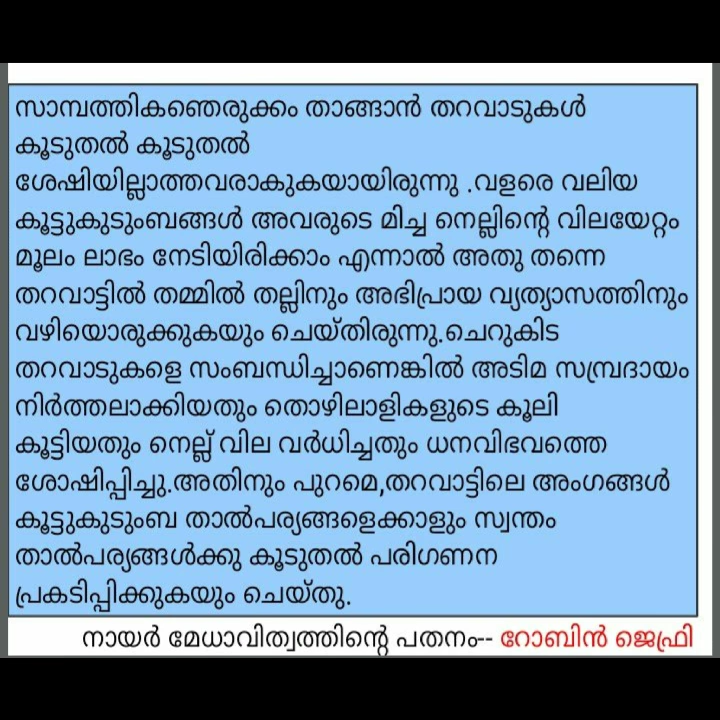 സാമ്പത്തികഞെരുക്കം താങ്ങാൻ തറവാടുകൾ
കൂടുതൽ കൂടുതൽ
ശേഷിയില്ലാത്തവരാകുകയായിരുന്നു .വളരെ വലിയ
കൂട്ടുകുടുംബങ്ങൾ അവരുടെ മിച്ച നെല്ലിന്റെ വിലയേറ്റം
മൂലം ലാഭം നേടിയിരിക്കാം എന്നാൽ അതു തന്നെ
തറവാട്ടിൽ തമ്മിൽ തല്ലിനും അഭിപ്രായ വ്യത്യാസത്തിനും
വഴിയൊരുക്കുകയും ചെയ്തിരുന്നു.ചെറുകിട
തറവാടുകളെ സംബന്ധിച്ചാണെങ്കിൽ അടിമ സമ്പ്രദായം
നിർത്തലാക്കിയതും തൊഴിലാളികളുടെ കൂലി
കൂട്ടിയതും നെല്ല് വില വർധിച്ചതും ധനവിഭവത്തെ
ശോഷിപ്പിച്ചു.അതിനും പുറമെ,തറവാട്ടിലെ അംഗങ്ങൾ
കൂട്ടുകുടുംബ താൽപര്യങ്ങളെക്കാളും സ്വന്തം
താൽപര്യങ്ങൾക്കു കൂടുതൽ പരിഗണന
പ്രകടിപ്പിക്കുകയും ചെയ്തു.
നായർ മേധാവിത്വത്തിന്റെ പതനം-- റോബിൻ ജെഫ്രി